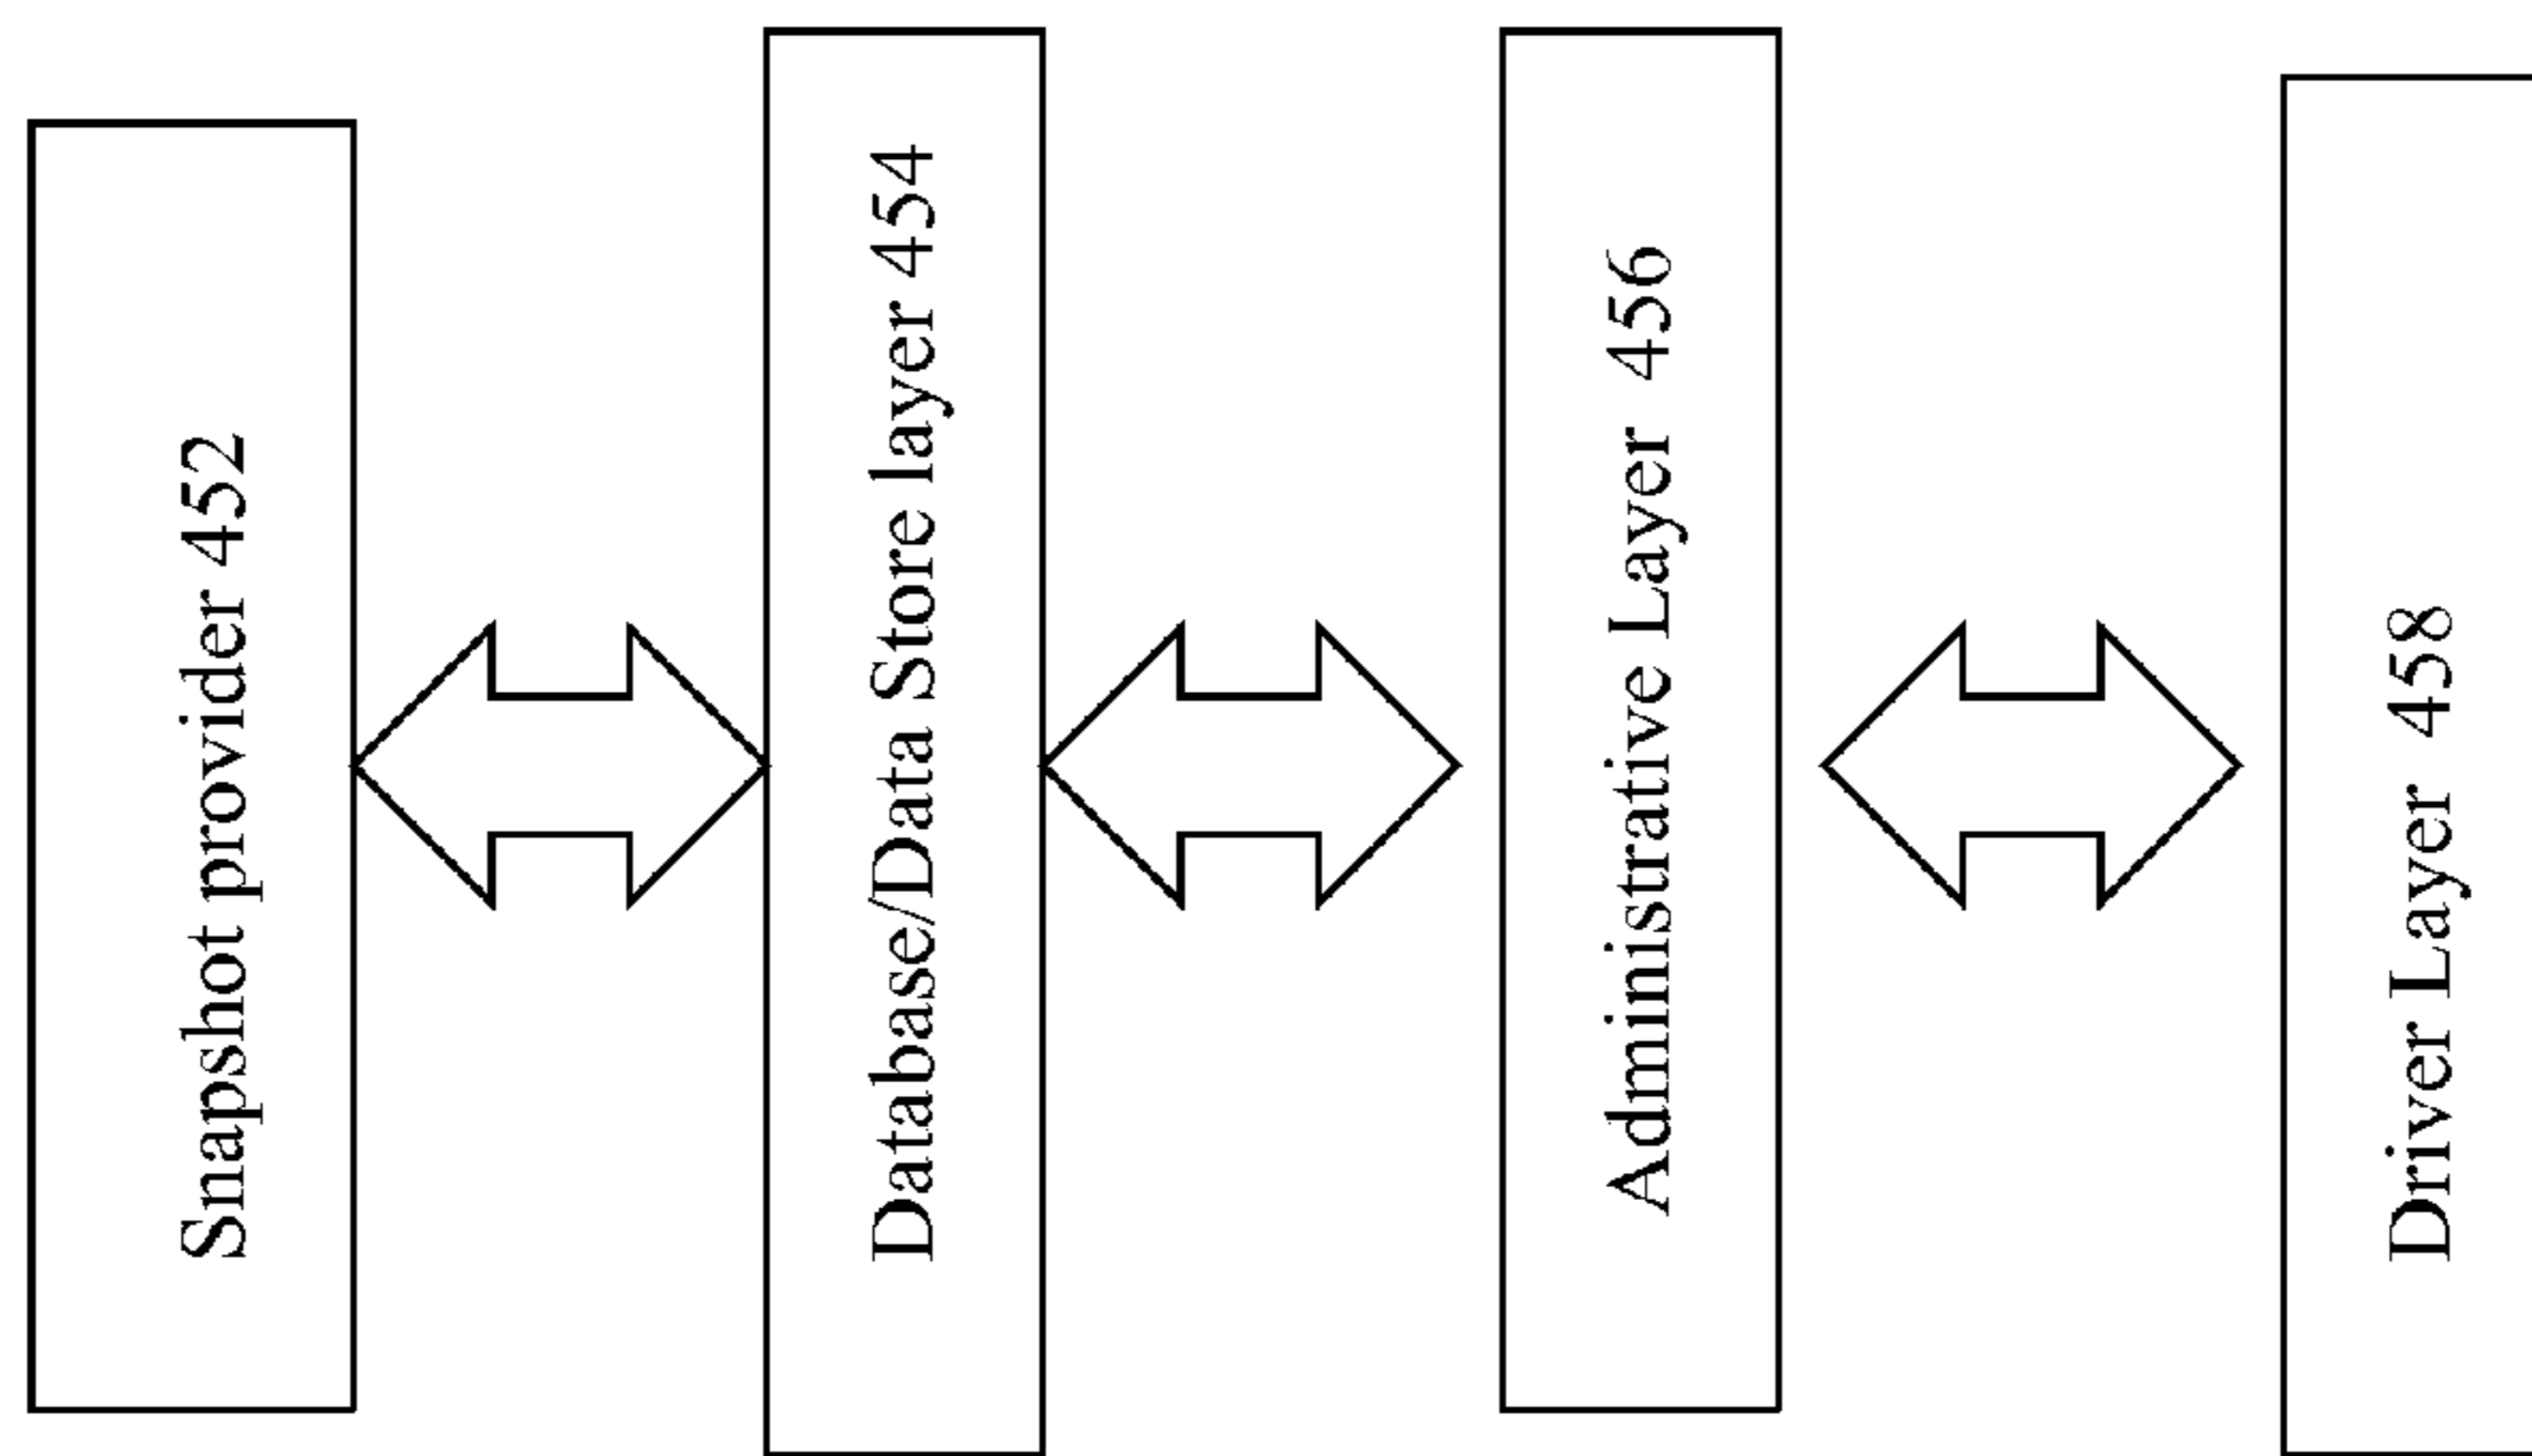 Snapshot provider 452
Database/Data Store layer 454
Administrative Layer 456
Driver Layer 458